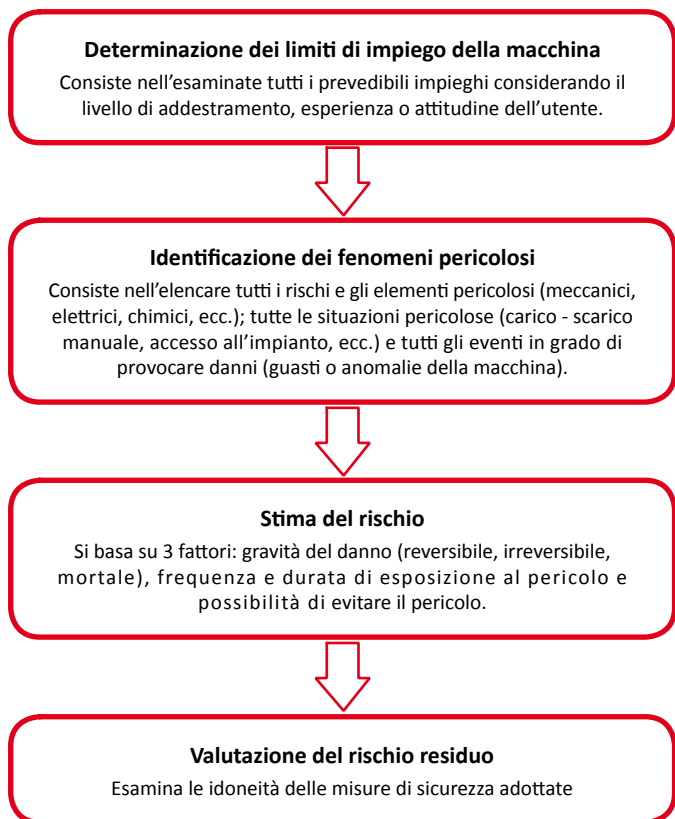 Determinazione dei limiti di impiego della macchina
Consiste nell'esaminate tutti i prevedibili impieghi considerando il
livello di addestramento, esperienza o attitudine dell'utente.
Identificazione dei fenomeni pericolosi
Consiste nell'elencare tutti i rischi e gli elementi pericolosi (meccanici,
elettrici, chimici, ecc.); tutte le situazioni pericolose (carico - scarico
manuale, accesso all'impianto, ecc.) e tutti gli eventi in grado di
provocare danni (guasti o anomalie della macchina).
Stima del rischio
Si basa su 3 fattori: gravità del danno (reversibile, irreversibile,
mortale), frequenza e durata di esposizione al pericolo e
possibilità di evitare il pericolo.
Valutazione del rischio residuo
Esamina le idoneità delle misure di sicurezza adottate